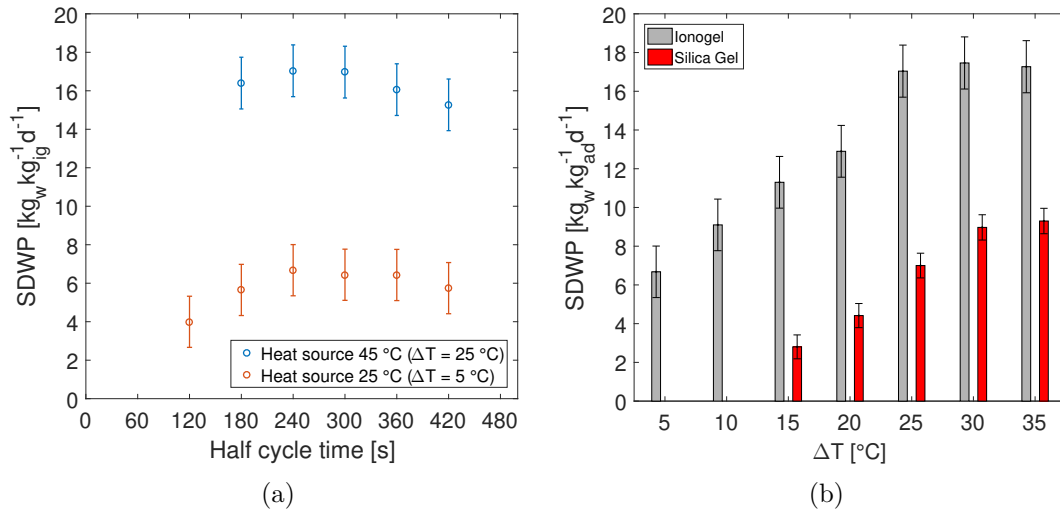 20
18
16
14
12
10
8
6
4
2
0
SDWP [kg_w kg_ig^-1 d^-1]
0 60 120 180 240 300 360 420 480
Half cycle time [s]
Heat source 45 °C (ΔT = 25 °C)
Heat source 25 °C (ΔT = 5 °C)
(a)
20
18
16
14
12
10
8
6
4
2
0
SDWP [kg_w kg_ad^-1 d^-1]
Ionogel
Silica Gel
5 10 15 20 25 30 35
ΔT [°C]
(b)